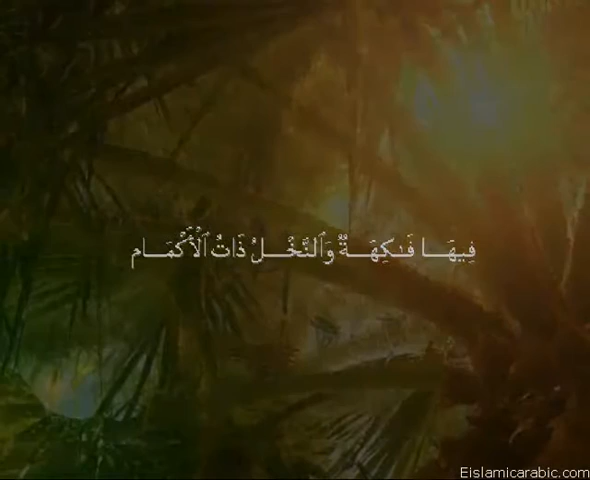 فِيهَا فَٰكِهَةٌ وَٱلنَّخْلُ ذَاتُ ٱلْأَكْمَامِ
Eislamicarabic.com